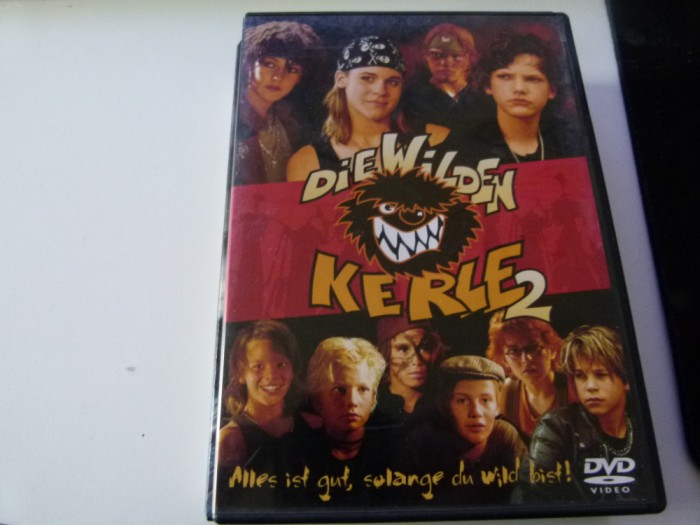 DIE WILDEN
KERLE 2
Alles ist gut, solange du wild bist!
DVD
VIDEO